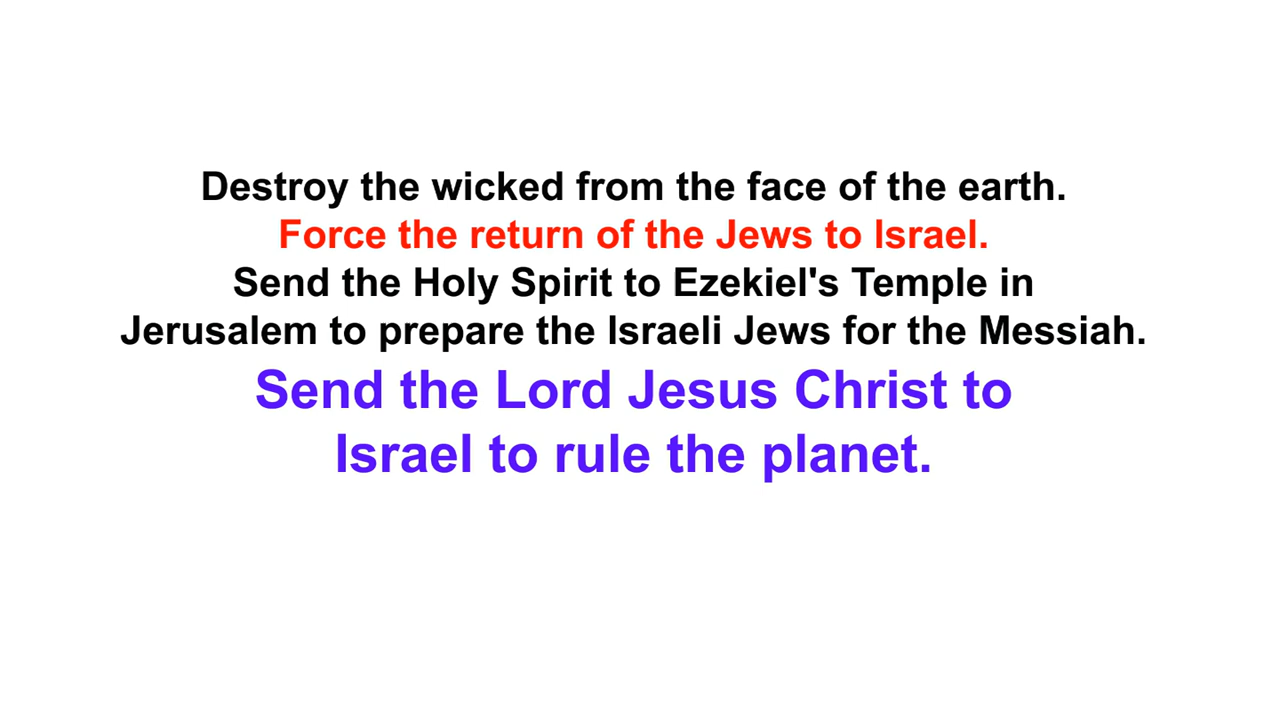 Destroy the wicked from the face of the earth.
Force the return of the Jews to Israel.
Send the Holy Spirit to Ezekiel's Temple in
Jerusalem to prepare the Israeli Jews for the Messiah.
Send the Lord Jesus Christ to
Israel to rule the planet.